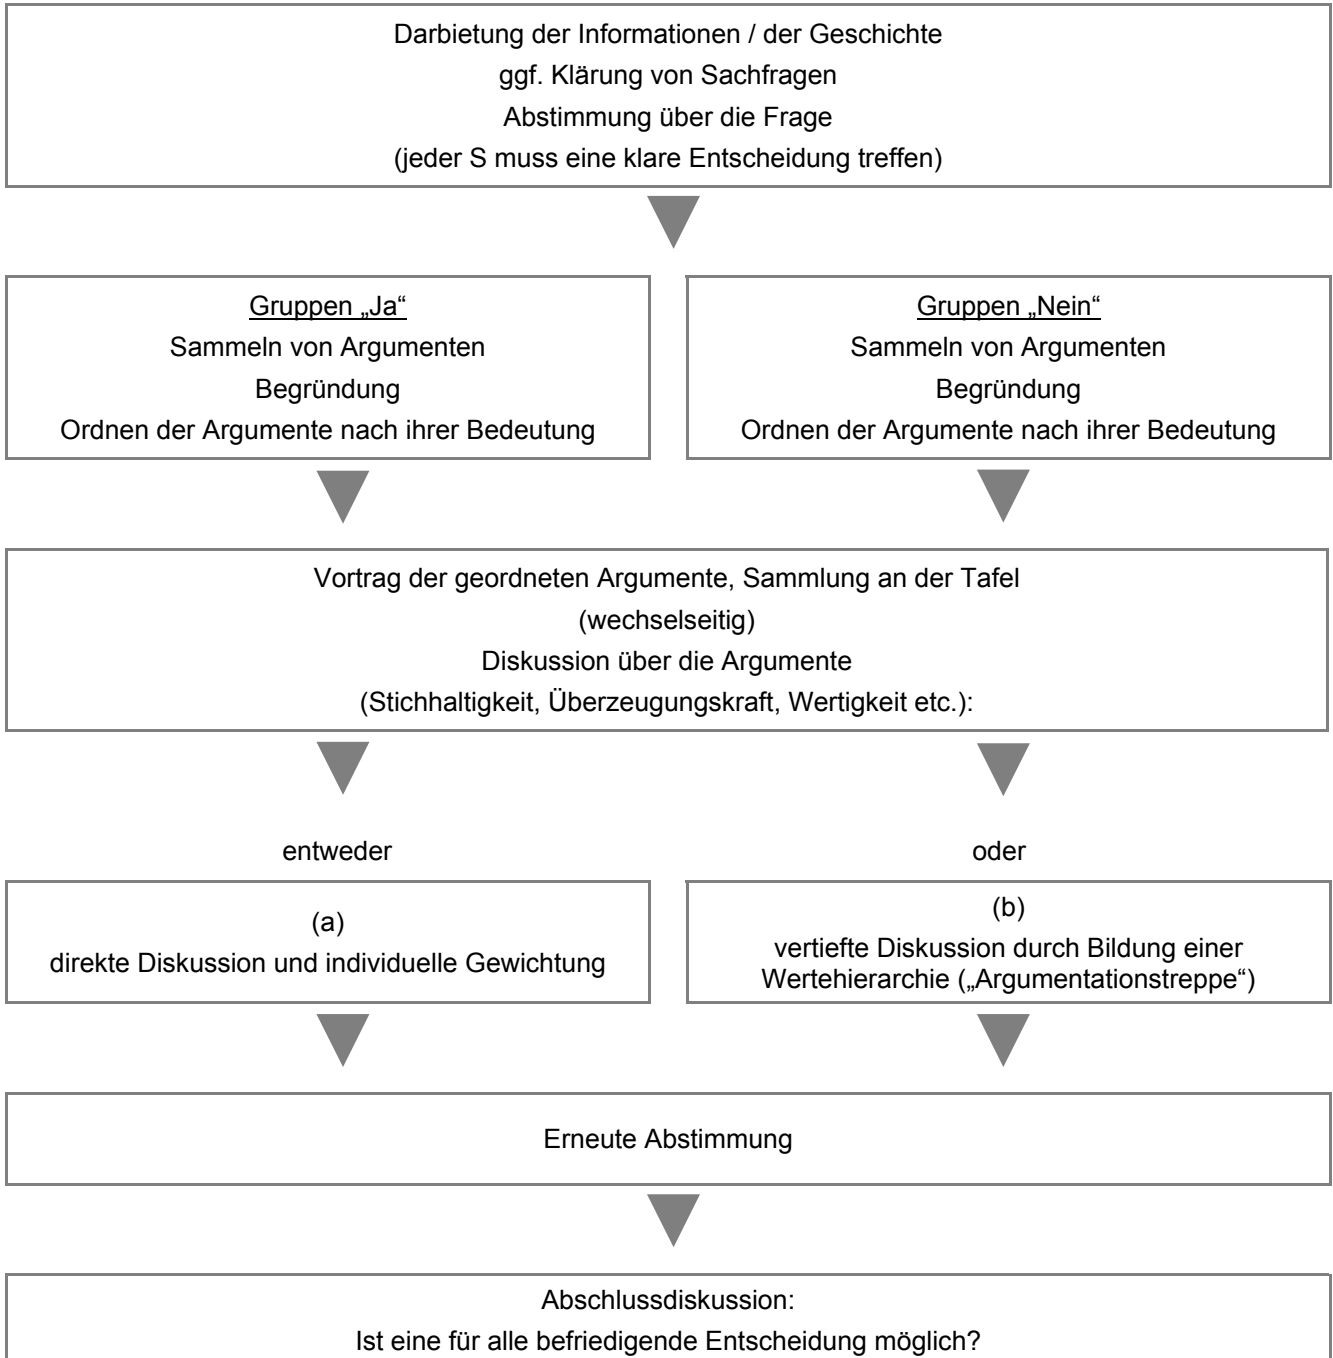 Darbietung der Informationen / der Geschichte
ggf. Klärung von Sachfragen
Abstimmung über die Frage
(jeder S muss eine klare Entscheidung treffen)
Gruppen „Ja“
Sammeln von Argumenten
Begründung
Ordnen der Argumente nach ihrer Bedeutung
Gruppen „Nein“
Sammeln von Argumenten
Begründung
Ordnen der Argumente nach ihrer Bedeutung
Vortrag der geordneten Argumente, Sammlung an der Tafel
(wechselseitig)
Diskussion über die Argumente
(Stichhaltigkeit, Überzeugungskraft, Wertigkeit etc.):
entweder
(a)
direkte Diskussion und individuelle Gewichtung
oder
(b)
vertiefte Diskussion durch Bildung einer
Wertehierarchie („Argumentationstreppe“)
Erneute Abstimmung
Abschlussdiskussion:
Ist eine für alle befriedigende Entscheidung möglich?